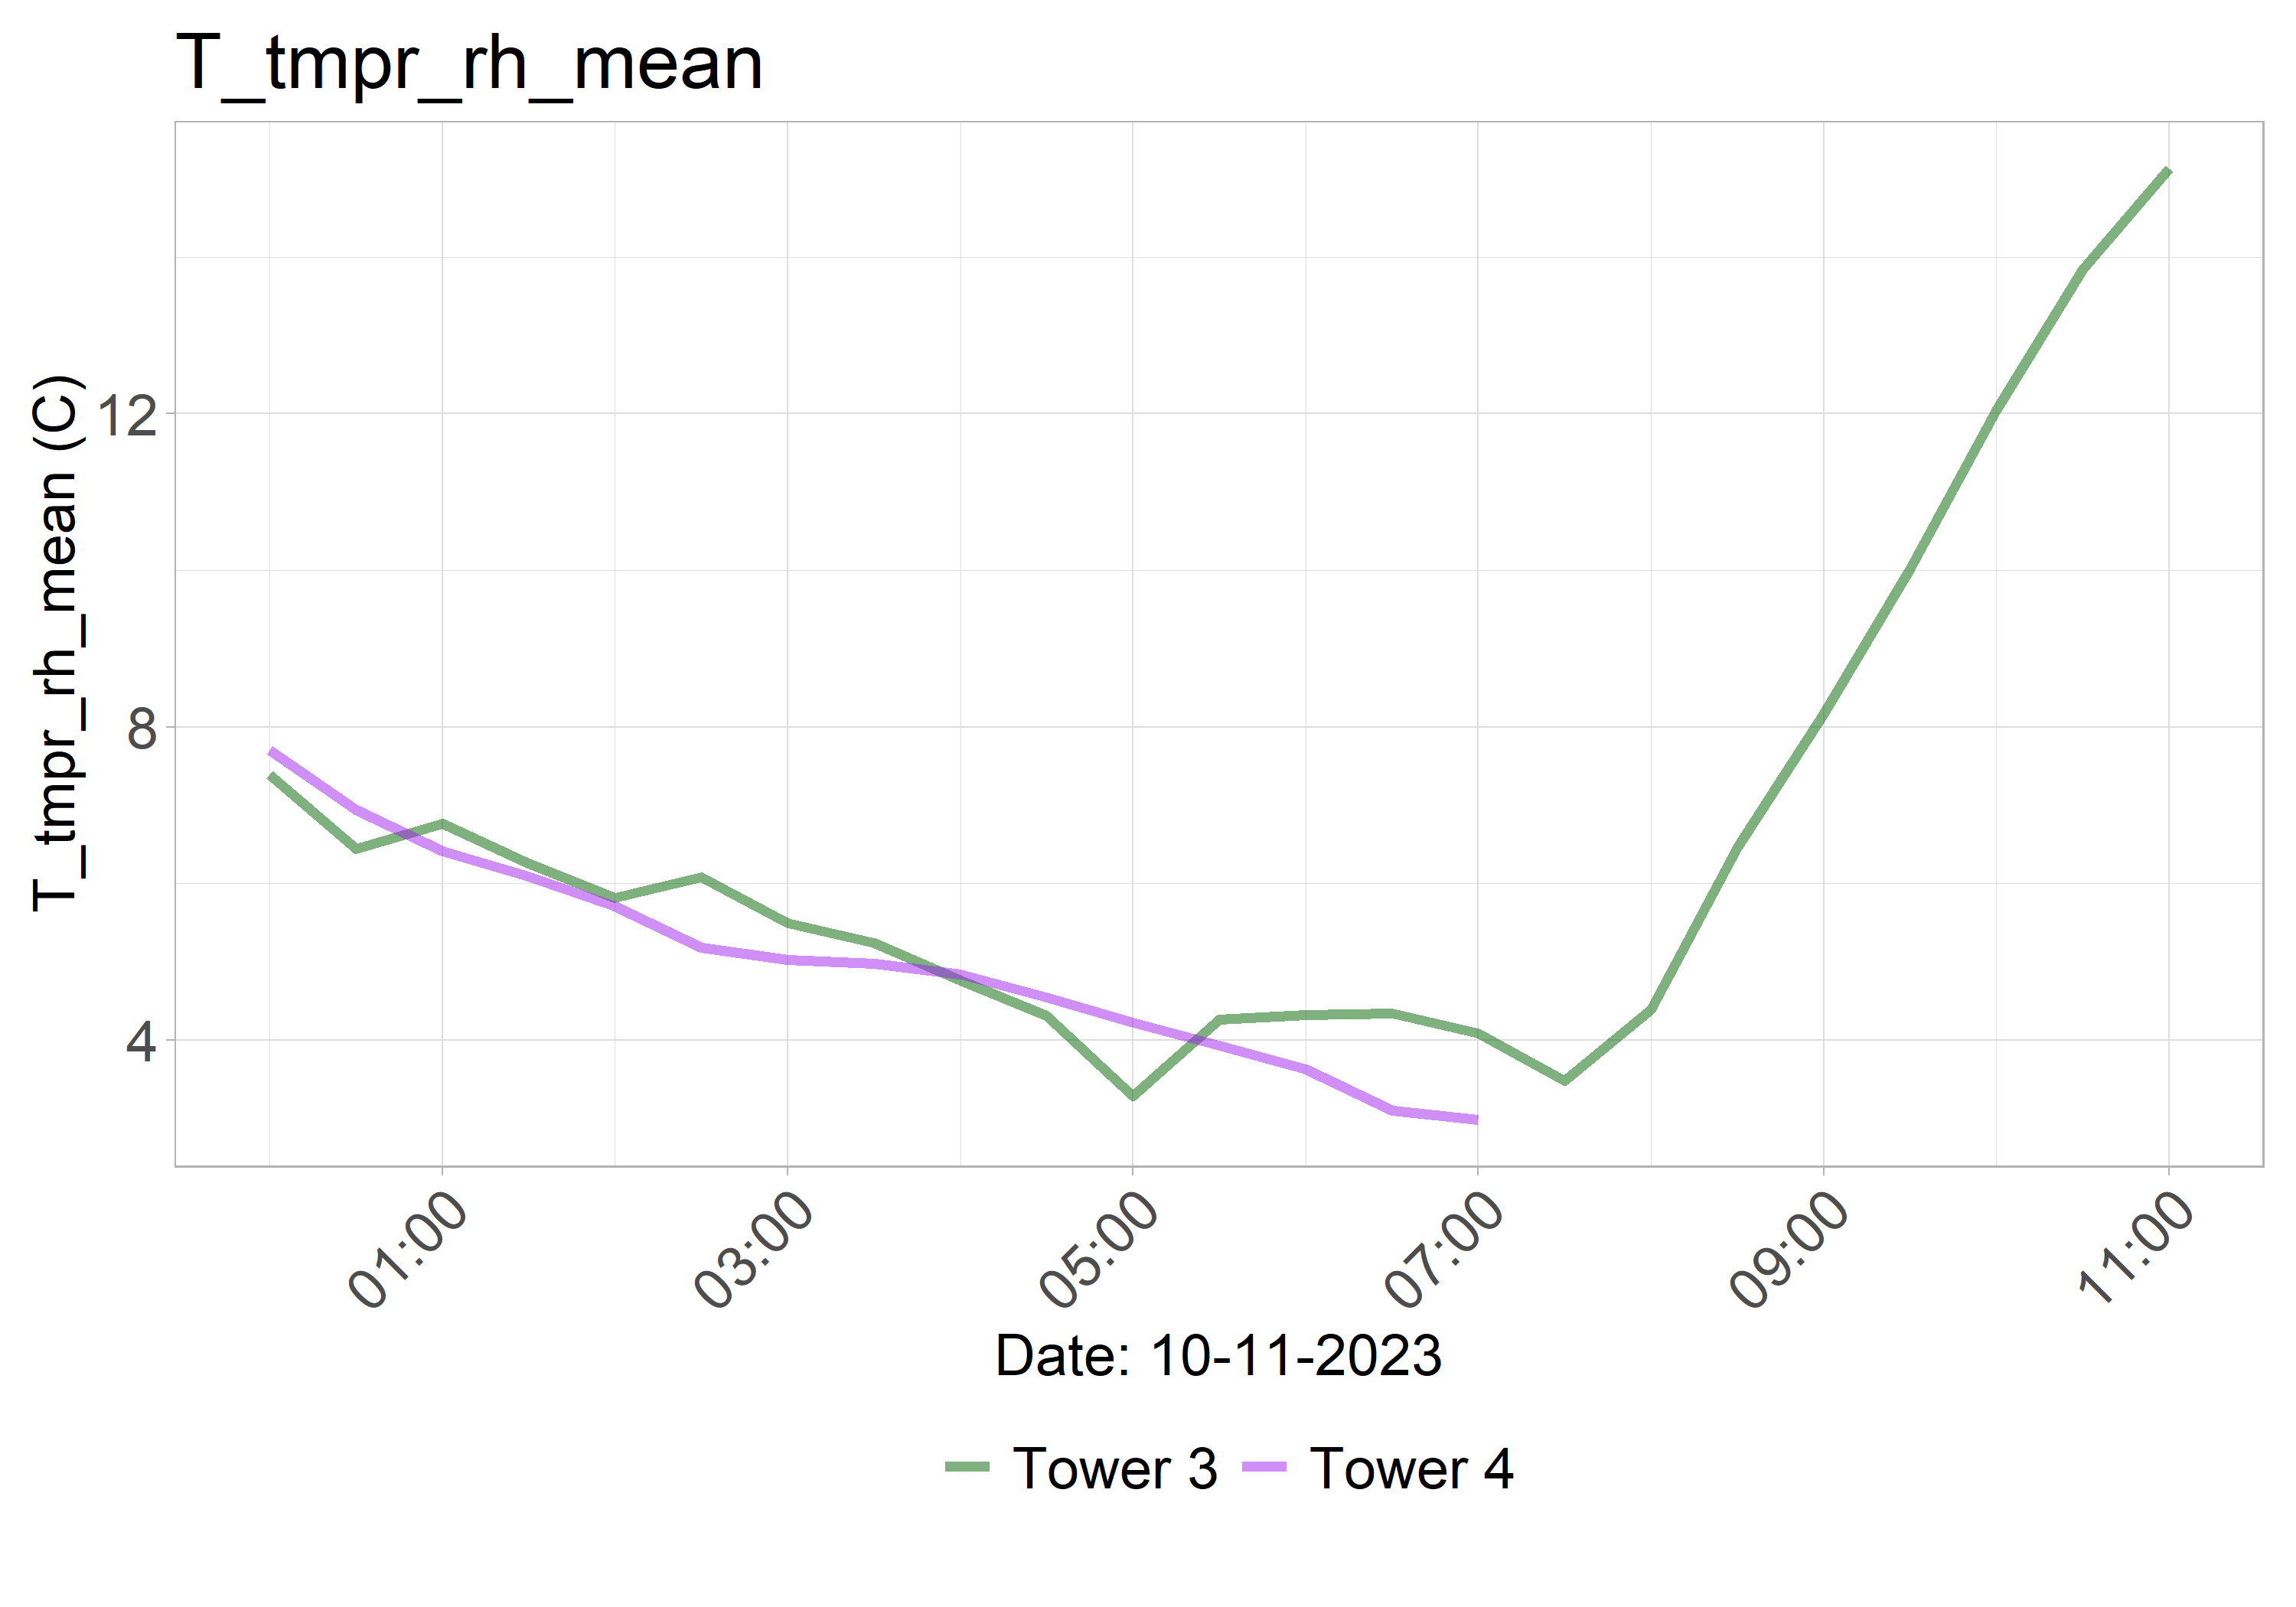 T_tmpr_rh_mean
T_tmpr_rh_mean (C)
12
8
4
01:00
03:00
05:00
07:00
09:00
11:00
Date: 10-11-2023
Tower 3
Tower 4